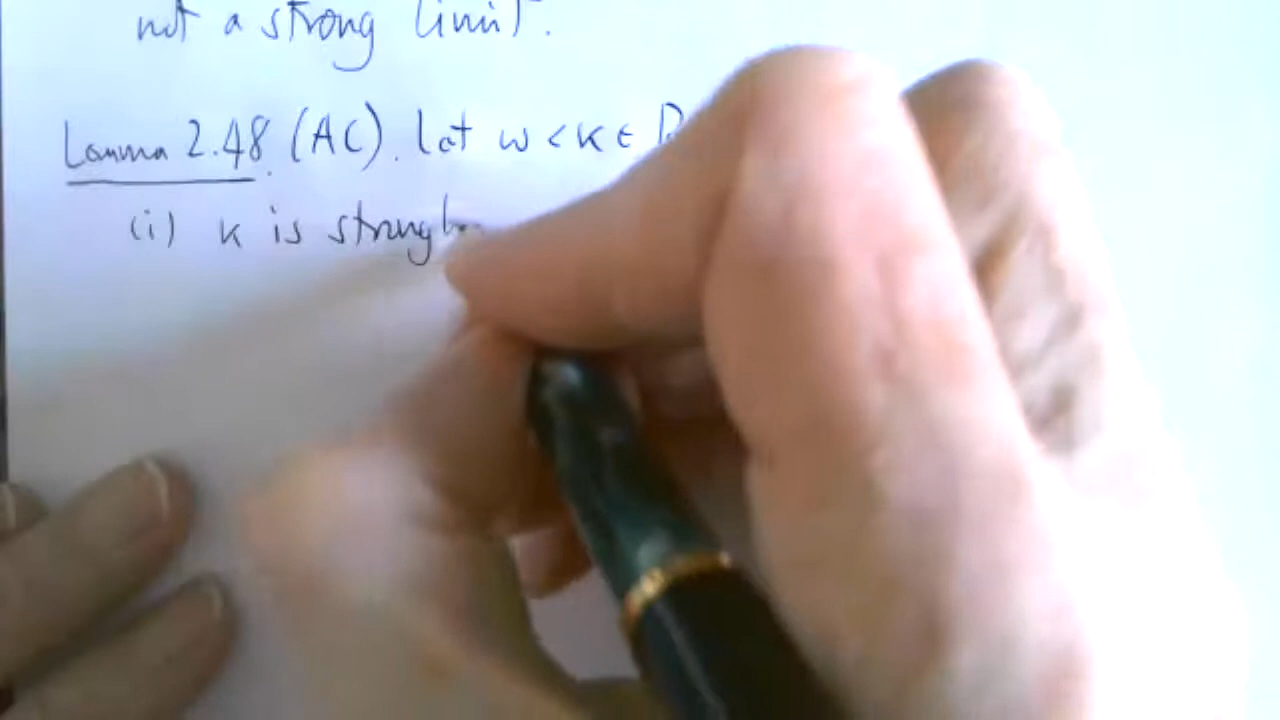 not a strong limit.
Lemma 2.48 (AC). Let ω < κ ∈
(i) κ is strongly